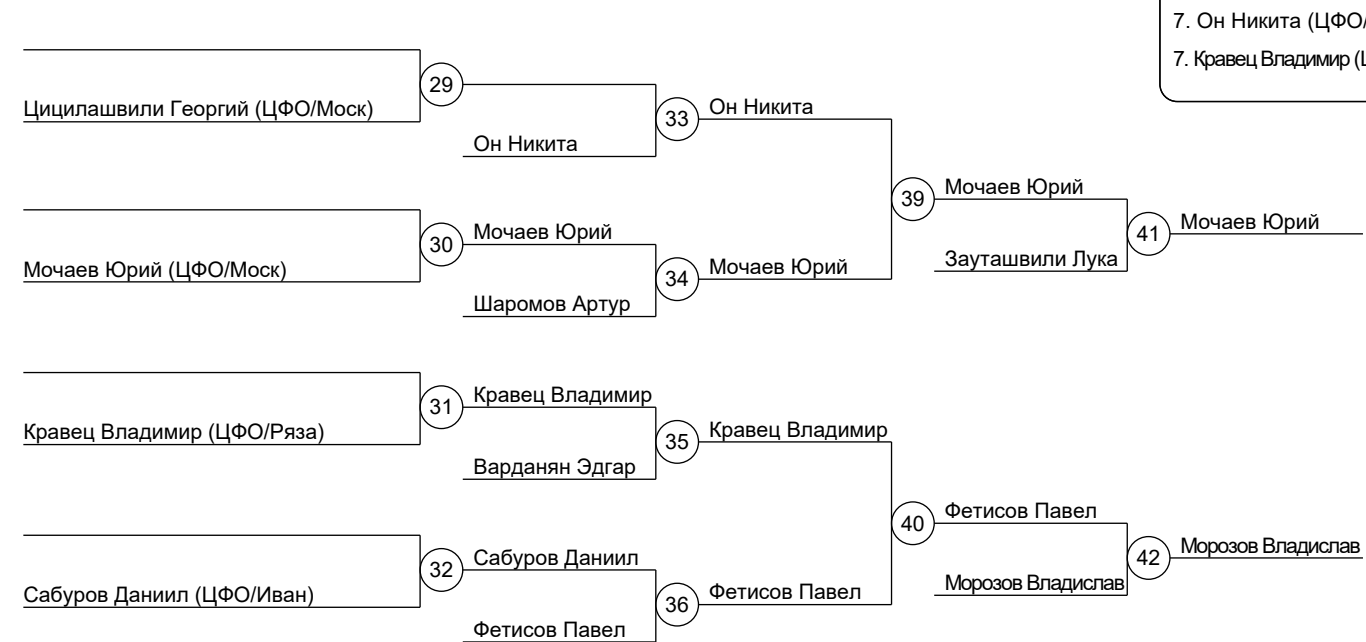 7. Он Никита (ЦФО/
7. Кравец Владимир (
29
Цицилашвили Георгий (ЦФО/Моск)
Он Никита
33
Он Никита
39
Мочаев Юрий
30
Мочаев Юрий (ЦФО/Моск)
Мочаев Юрий
41
Мочаев Юрий
34
Мочаев Юрий
Зауташвили Лука
Шаромов Артур
31
Кравец Владимир
Кравец Владимир (ЦФО/Ряза)
35
Кравец Владимир
Варданян Эдгар
40
Фетисов Павел
32
Сабуров Даниил
42
Морозов Владислав
Сабуров Даниил (ЦФО/Иван)
36
Фетисов Павел
Морозов Владислав
Фетисов Павел